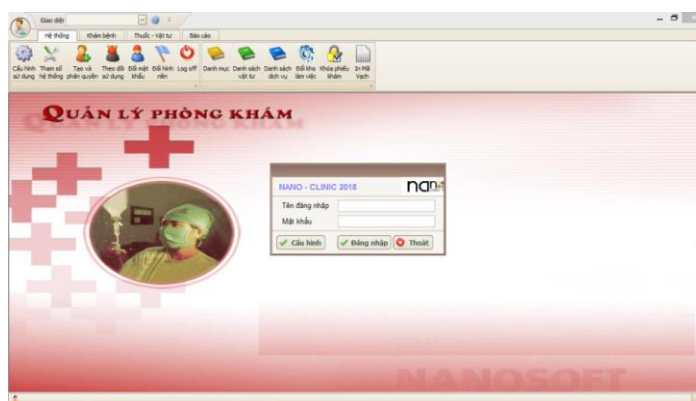 Giao diện
Hệ thống Khám bệnh Thuốc - Vật tư Báo cáo
Cấu hình Tham số Tạo và Theo dõi Đổi mật Đổi hình Log off Danh mục Danh sách Danh sách Đổi kho Khóa phiếu In Mã
sử dụng hệ thống phân quyền sử dụng khẩu nền vật tư dịch vụ làm việc khám Vạch
QUẢN LÝ PHÒNG KHÁM
NANO - CLINIC 2018 nano
Tên đăng nhập
Mật khẩu
Cấu hình Đăng nhập Thoát
NANOSOFT